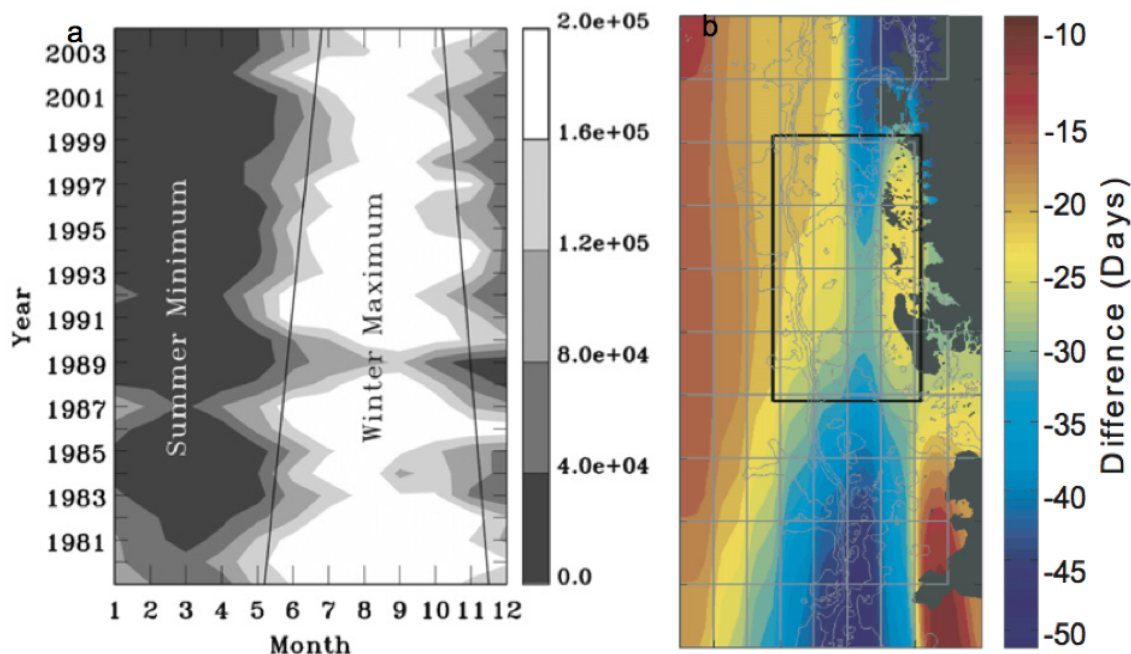 a
2.0e+05
1.6e+05
1.2e+05
8.0e+04
4.0e+04
0.0
Year
2003
2001
1999
1997
1995
1993
1991
1989
1987
1985
1983
1981
Summer Minimum
Winter Maximum
1 2 3 4 5 6 7 8 9 10 11 12
Month
b
-10
-15
-20
-25
-30
-35
-40
-45
-50
Difference (Days)